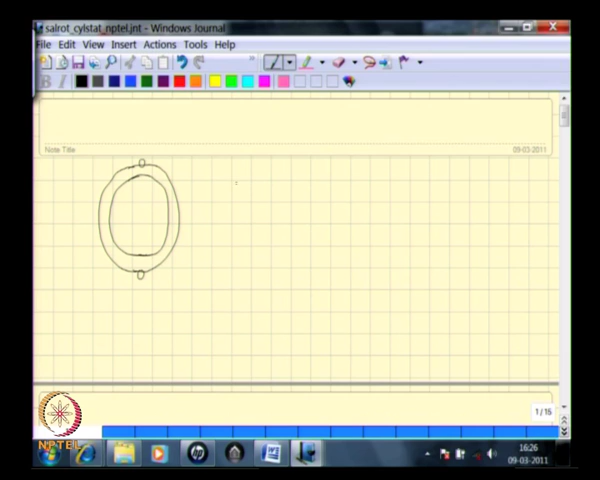 salrot_cylstat_nptel.jnt - Windows Journal
File Edit View Insert Actions Tools Help
B I
Note Title
09-03-2011
1 / 15
NPTEL
16:26
09-03-2011